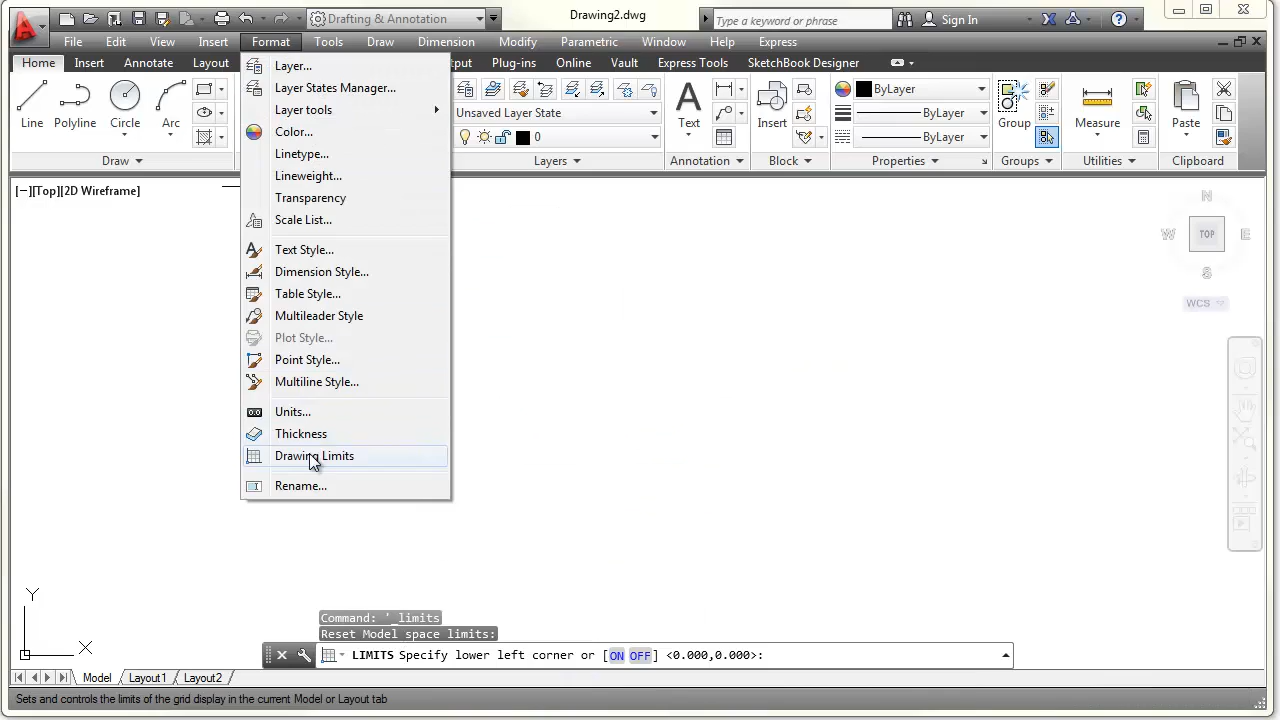 Drafting & Annotation
Drawing2.dwg
Type a keyword or phrase
Sign In
File Edit View Insert Format Tools Draw Dimension Modify Parametric Window Help Express
Home Insert Annotate Layout
put Plug-ins Online Vault Express Tools SketchBook Designer
Line Polyline Circle Arc
Draw
Unsaved Layer State
0
Layers
Text
Annotation
Insert
Block
ByLayer
ByLayer
ByLayer
Properties
Group
Groups
Measure
Utilities
Paste
Clipboard
Layer...
Layer States Manager...
Layer tools
Color...
Linetype...
Lineweight...
Transparency
Scale List...
Text Style...
Dimension Style...
Table Style...
Multileader Style
Plot Style...
Point Style...
Multiline Style...
Units...
Thickness
Drawing Limits
Rename...
[−][Top][2D Wireframe]
N
W TOP E
S
WCS
Y
X
Command: '_limits
Reset Model space limits:
LIMITS Specify lower left corner or [ON OFF] <0.000,0.000>:
Model Layout1 Layout2
Sets and controls the limits of the grid display in the current Model or Layout tab